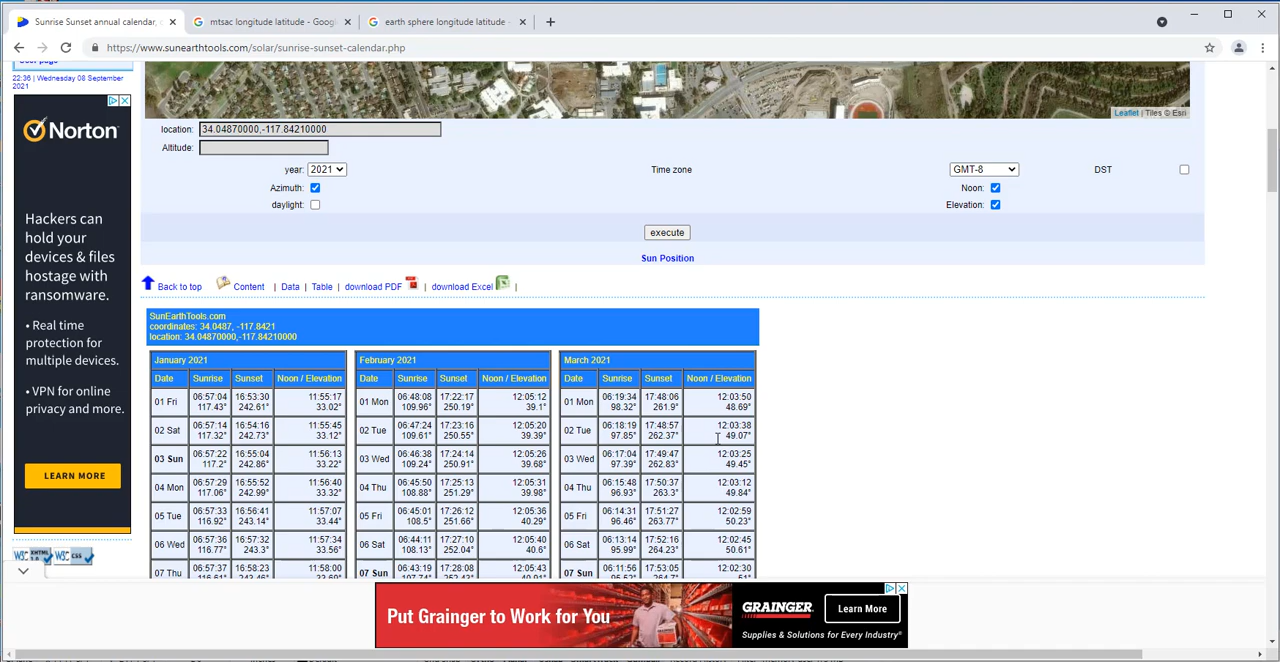 Sunrise Sunset annual calendar, c
mtsac longitude latitude - Google
earth sphere longitude latitude -
https://www.sunearthtools.com/solar/sunrise-sunset-calendar.php
22:36 | Wednesday 08 September
2021
Norton
Hackers can
hold your
devices & files
hostage with
ransomware.
• Real time
protection for
multiple devices.
• VPN for online
privacy and more.
LEARN MORE
W3C XHTML 1.0 W3C CSS
Leaflet | Tiles © Esri
location: 34.04870000,-117.84210000
Altitude:
year: 2021 Time zone GMT-8 DST
Azimuth: Noon:
daylight: Elevation:
execute
Sun Position
Back to top Content | Data | Table | download PDF | download Excel |
SunEarthTools.com
coordinates: 34.0487, -117.8421
location: 34.04870000,-117.84210000
January 2021
Date Sunrise Sunset Noon / Elevation
01 Fri 06:57:04 16:53:30 11:55:17
117.43° 242.61° 33.02°
02 Sat 06:57:14 16:54:16 11:55:45
117.32° 242.73° 33.12°
03 Sun 06:57:22 16:55:04 11:56:13
117.2° 242.86° 33.22°
04 Mon 06:57:29 16:55:52 11:56:40
117.06° 242.99° 33.32°
05 Tue 06:57:33 16:56:41 11:57:07
116.92° 243.14° 33.44°
06 Wed 06:57:36 16:57:32 11:57:34
116.77° 243.3° 33.56°
07 Thu 06:57:37 16:58:23 11:58:00
February 2021
Date Sunrise Sunset Noon / Elevation
01 Mon 06:48:08 17:22:17 12:05:12
109.96° 250.19° 39.1°
02 Tue 06:47:24 17:23:16 12:05:20
109.61° 250.55° 39.39°
03 Wed 06:46:38 17:24:14 12:05:26
109.24° 250.91° 39.68°
04 Thu 06:45:50 17:25:13 12:05:31
108.88° 251.29° 39.98°
05 Fri 06:45:01 17:26:12 12:05:36
108.5° 251.66° 40.29°
06 Sat 06:44:11 17:27:10 12:05:40
108.13° 252.04° 40.6°
07 Sun 06:43:19 17:28:08 12:05:43
March 2021
Date Sunrise Sunset Noon / Elevation
01 Mon 06:19:34 17:48:06 12:03:50
98.32° 261.9° 48.69°
02 Tue 06:18:19 17:48:57 12:03:38
97.85° 262.37° 49.07°
03 Wed 06:17:04 17:49:47 12:03:25
97.39° 262.83° 49.45°
04 Thu 06:15:48 17:50:37 12:03:12
96.93° 263.3° 49.84°
05 Fri 06:14:31 17:51:27 12:02:59
96.46° 263.77° 50.23°
06 Sat 06:13:14 17:52:16 12:02:45
95.99° 264.23° 50.61°
07 Sun 06:11:56 17:53:05 12:02:30
Put Grainger to Work for You
GRAINGER
Supplies & Solutions for Every Industry®
Learn More